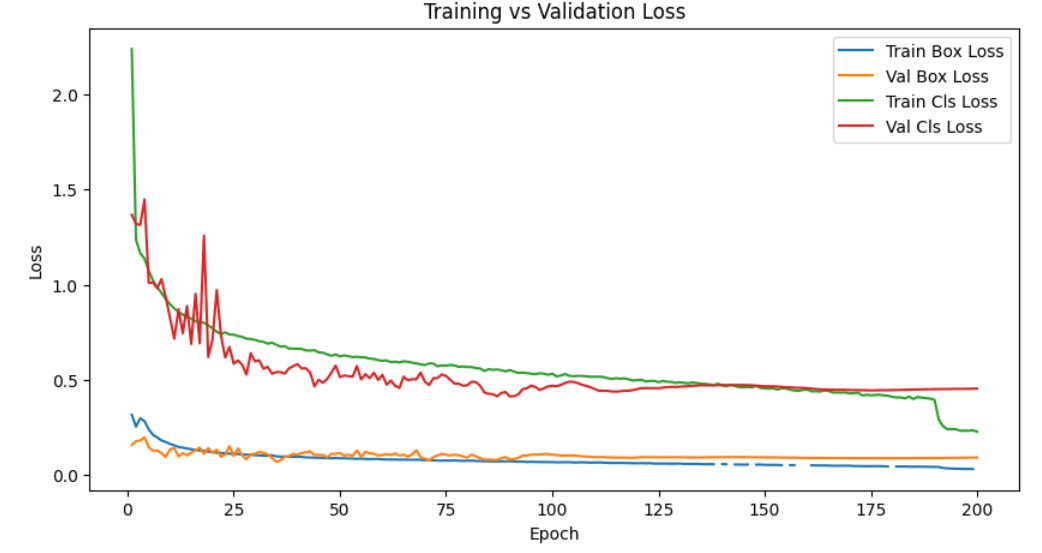 Training vs Validation Loss
Train Box Loss
Val Box Loss
Train Cls Loss
Val Cls Loss
2.0
1.5
1.0
0.5
0.0
Loss
0 25 50 75 100 125 150 175 200
Epoch